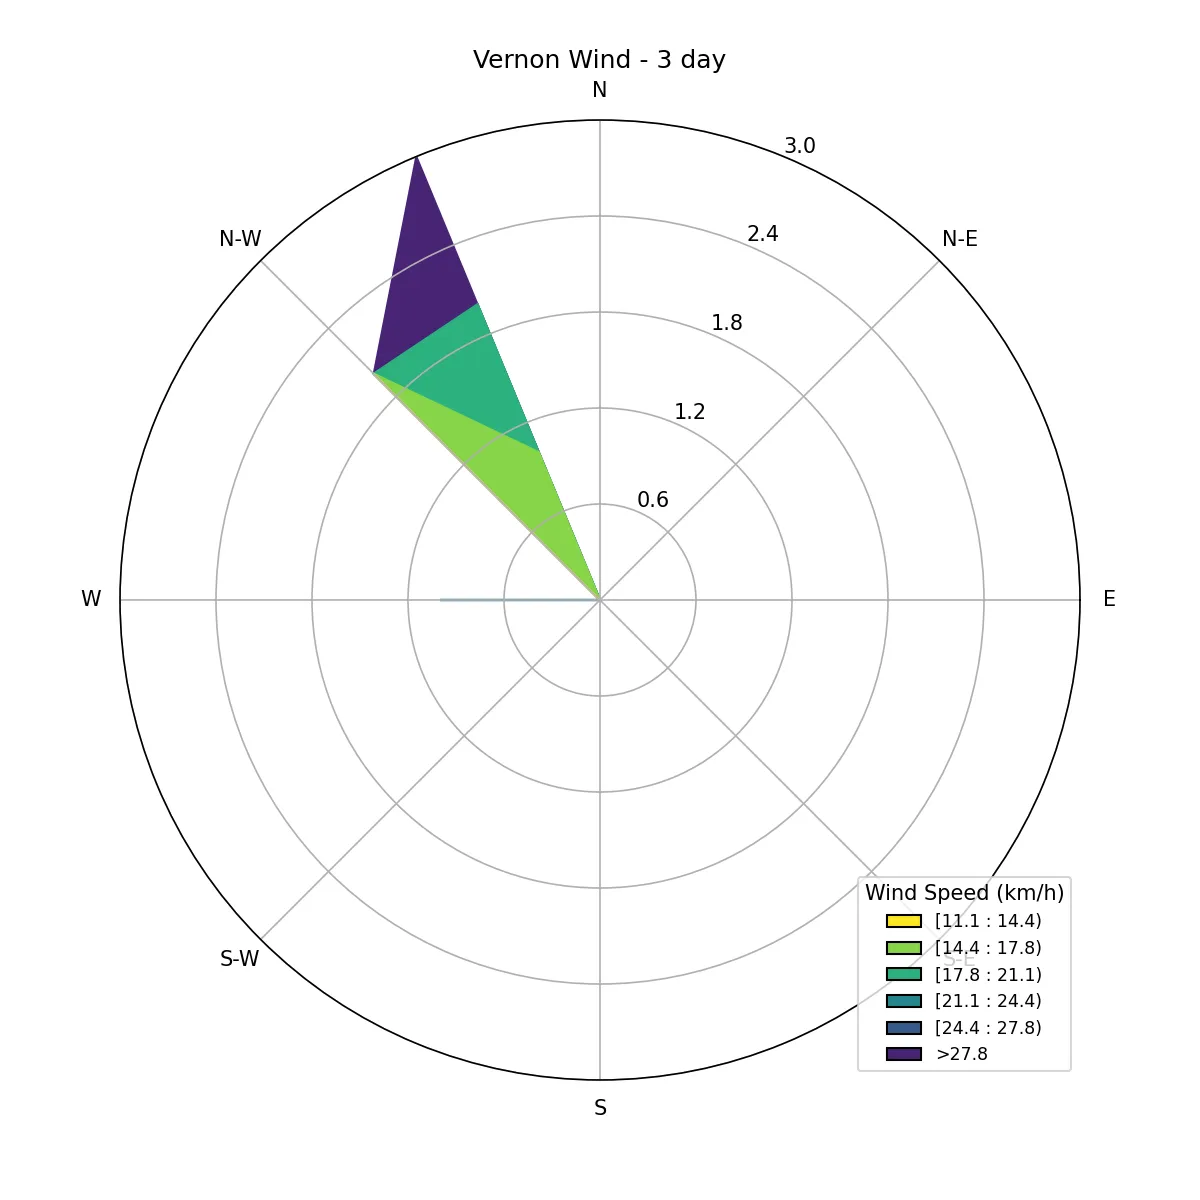 Vernon Wind - 3 day
N
3.0
N-W
2.4
N-E
1.8
1.2
0.6
W
E
S-W
S-E
S
Wind Speed (km/h)
[11.1 : 14.4)
[14.4 : 17.8)
[17.8 : 21.1)
[21.1 : 24.4)
[24.4 : 27.8)
>27.8